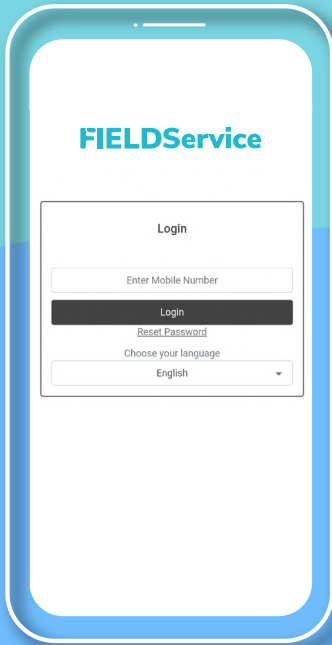 FIELDService
Login
Enter Mobile Number
Login
Reset Password
Choose your language
English